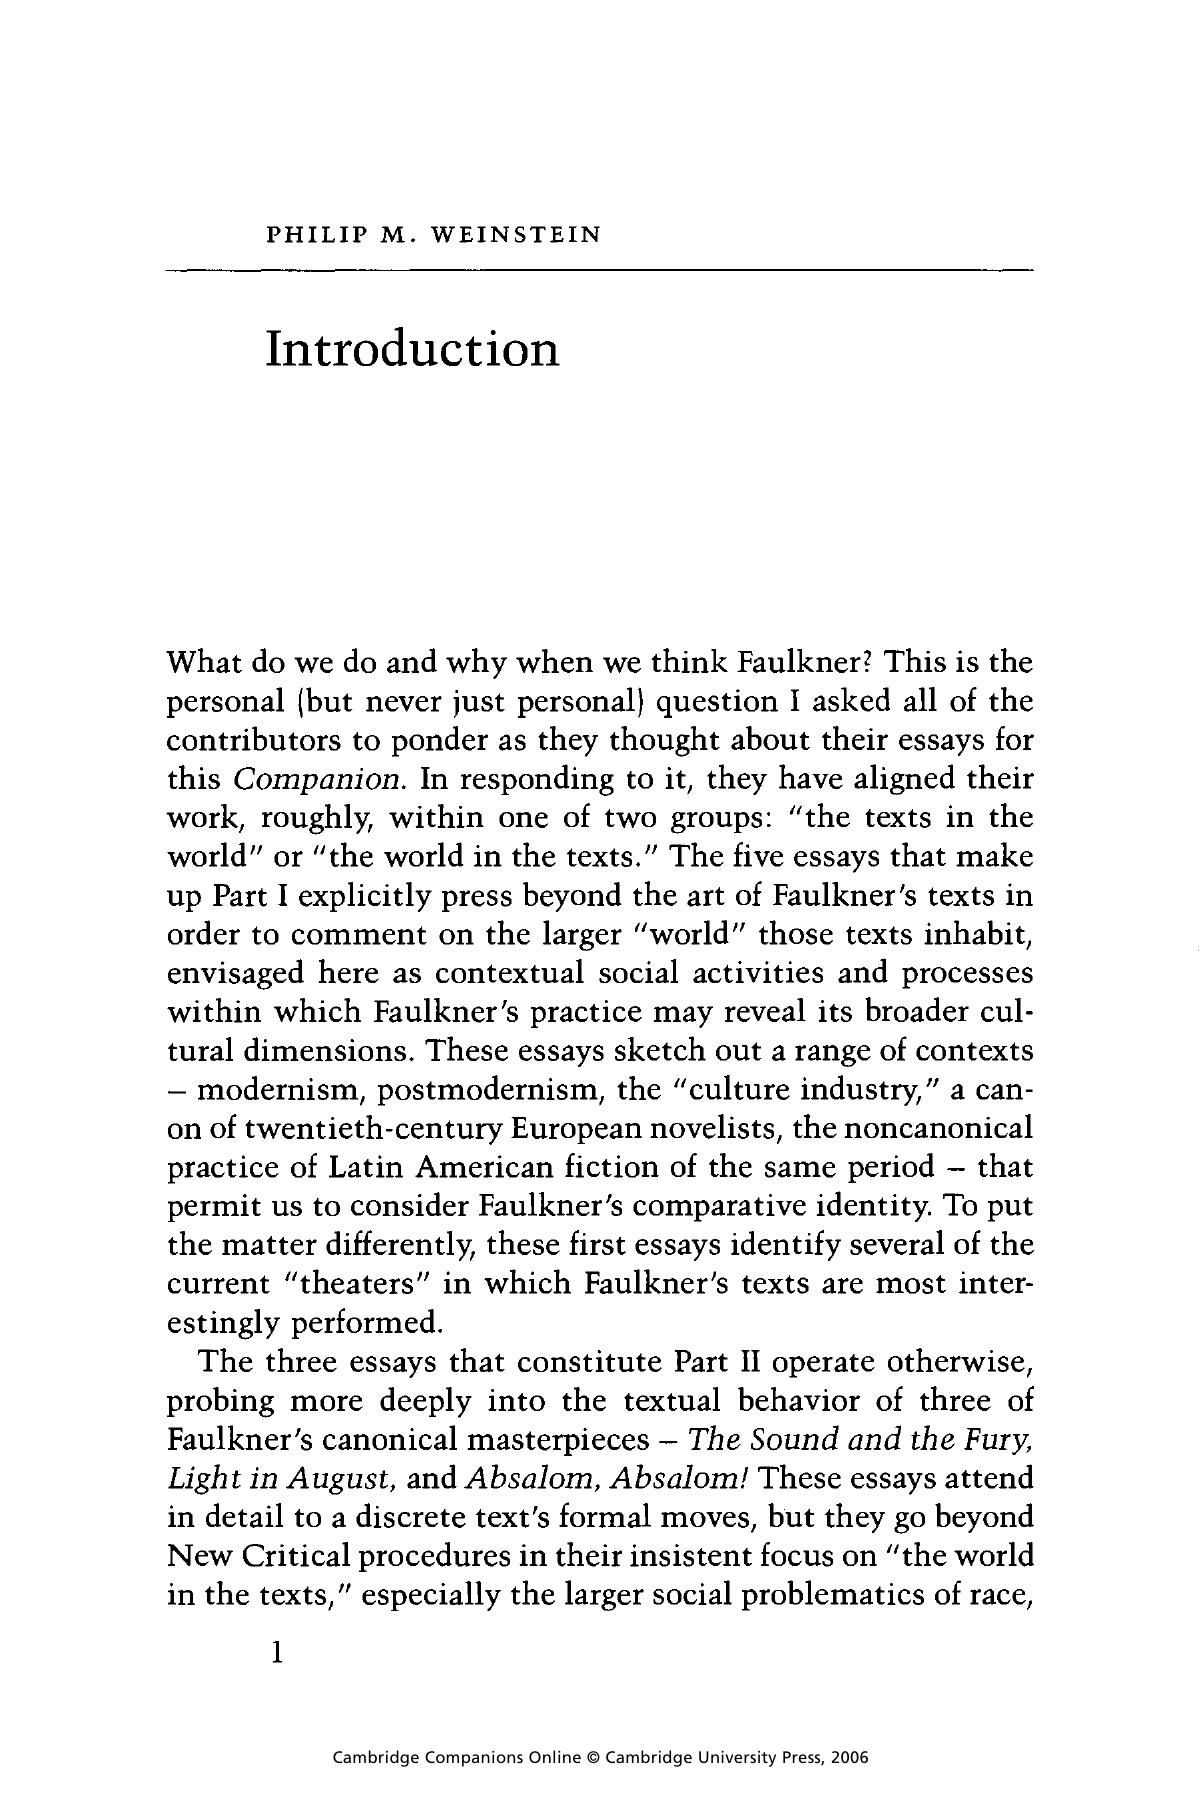 PHILIP M. WEINSTEIN
Introduction
What do we do and why when we think Faulkner? This is the
personal (but never just personal) question I asked all of the
contributors to ponder as they thought about their essays for
this Companion. In responding to it, they have aligned their
work, roughly, within one of two groups: "the texts in the
world" or "the world in the texts." The five essays that make
up Part I explicitly press beyond the art of Faulkner's texts in
order to comment on the larger "world" those texts inhabit,
envisaged here as contextual social activities and processes
within which Faulkner's practice may reveal its broader cul-
tural dimensions. These essays sketch out a range of contexts
– modernism, postmodernism, the "culture industry," a can-
on of twentieth-century European novelists, the noncanonical
practice of Latin American fiction of the same period – that
permit us to consider Faulkner's comparative identity. To put
the matter differently, these first essays identify several of the
current "theaters" in which Faulkner's texts are most inter-
estingly performed.
The three essays that constitute Part II operate otherwise,
probing more deeply into the textual behavior of three of
Faulkner's canonical masterpieces – The Sound and the Fury,
Light in August, and Absalom, Absalom! These essays attend
in detail to a discrete text's formal moves, but they go beyond
New Critical procedures in their insistent focus on "the world
in the texts," especially the larger social problematics of race,
1
Cambridge Companions Online © Cambridge University Press, 2006